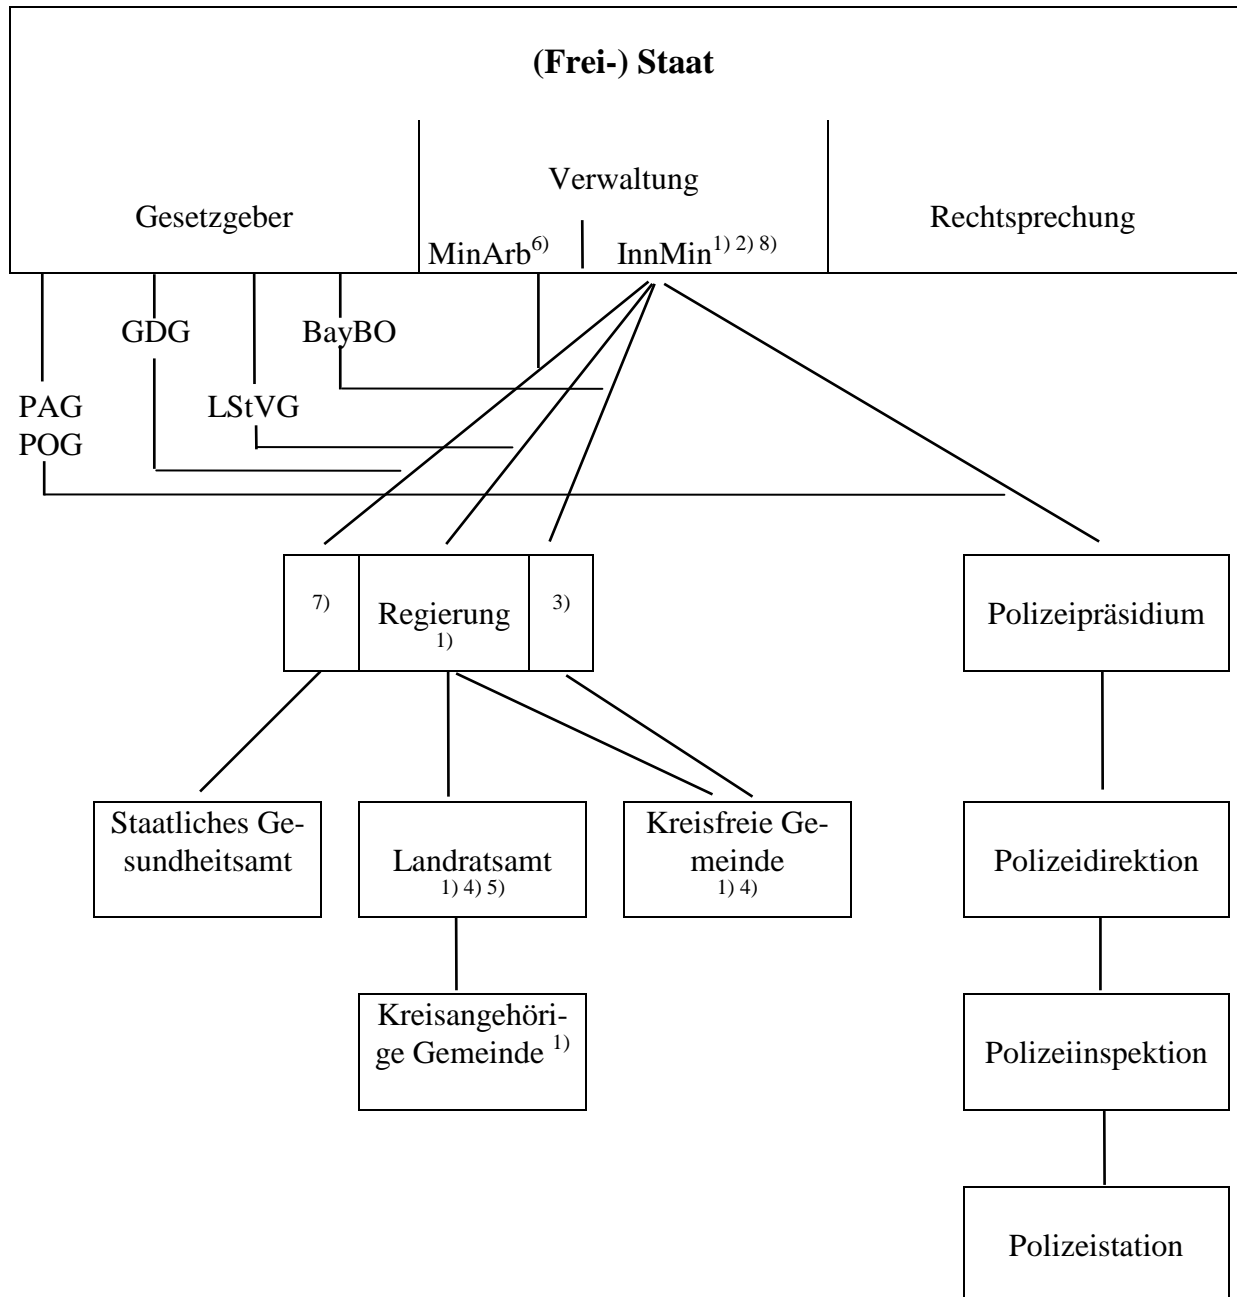 (Frei-) Staat
Verwaltung
Gesetzgeber
Rechtsprechung
MinArb6)
InnMin1) 2) 8)
GDG
BayBO
PAG
LStVG
POG
7)
Regierung
1)
3)
Polizeipräsidium
Staatliches Ge-
sundheitsamt
Landratsamt
1) 4) 5)
Kreisfreie Ge-
meinde
1) 4)
Polizeidirektion
Kreisangehöri-
ge Gemeinde 1)
Polizeiinspektion
Polizeistation